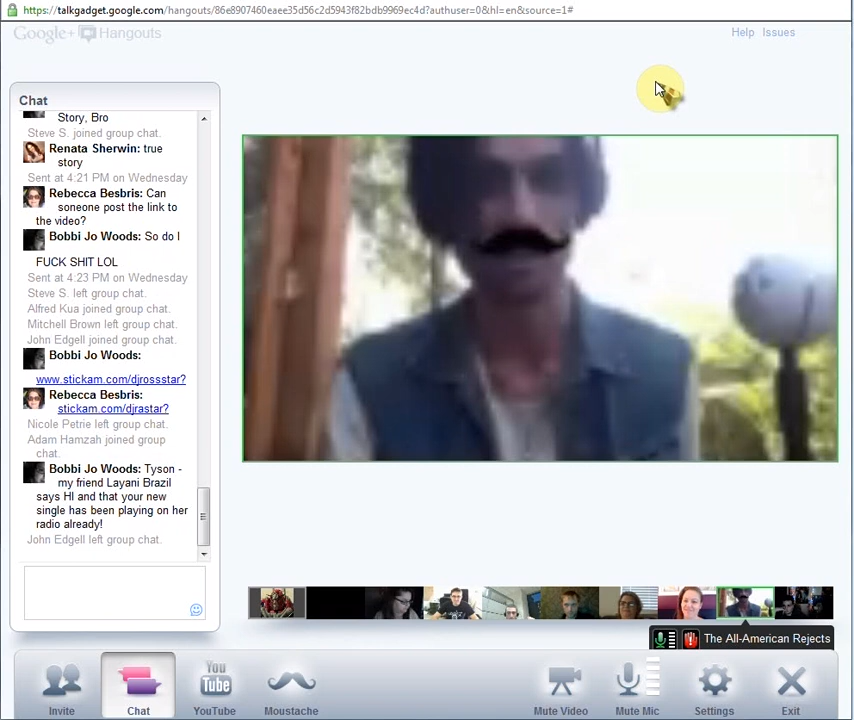 https://talkgadget.google.com/hangouts/86e8907460eaee35d56c2d5943f82bdb9969ec4d?authuser=0&hl=en&source=1#
Google+ Hangouts
Help Issues
Chat
Story, Bro
Steve S. joined group chat.
Renata Sherwin: true
story
Sent at 4:21 PM on Wednesday
Rebecca Besbris: Can
someone post the link to
the video?
Bobbi Jo Woods: So do I
FUCK SHIT LOL
Sent at 4:23 PM on Wednesday
Steve S. left group chat.
Alfred Kua joined group chat.
Mitchell Brown left group chat.
John Edgell joined group chat.
Bobbi Jo Woods:
www.stickam.com/djrossstar?
Rebecca Besbris:
stickam.com/djrastar?
Nicole Petrie left group chat.
Adam Hamzah joined group
chat.
Bobbi Jo Woods: Tyson -
my friend Layani Brazil
says HI and that your new
single has been playing on her
radio already!
John Edgell left group chat.
The All-American Rejects
You
Tube
Invite
Chat
YouTube
Moustache
Mute Video
Mute Mic
Settings
Exit